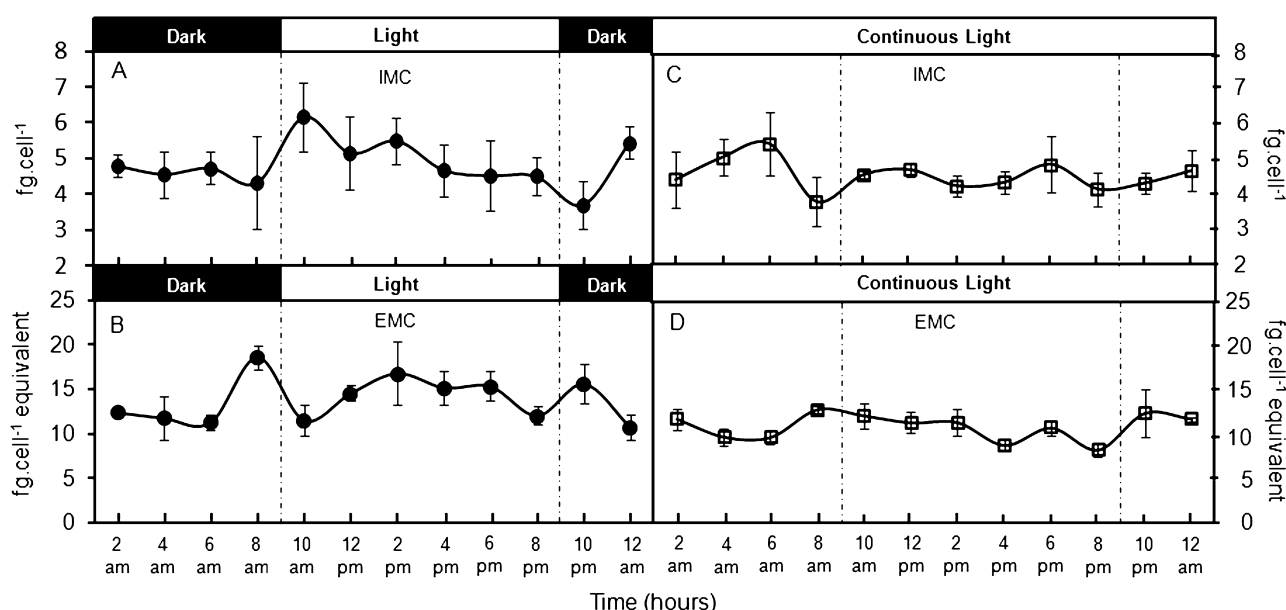 Dark Light Dark Continuous Light
8 A IMC C IMC 8
7 7
6 6
5 5
4 4
3 3
2 2
fg.cell-1
fg.cell-1
Dark Light Dark Continuous Light
25 B EMC D EMC 25
20 20
15 15
10 10
5 5
0 0
fg.cell-1 equivalent
fg.cell-1 equivalent
2 4 6 8 10 12 2 4 6 8 10 12 2 4 6 8 10 12 2 4 6 8 10 12
am am am am am pm pm pm pm pm pm am am am am am am pm pm pm pm pm pm am
Time (hours)